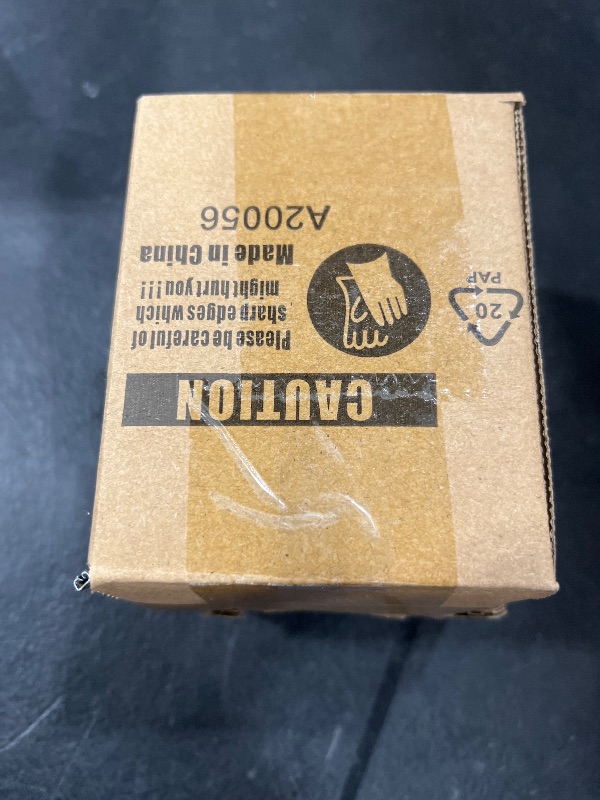 CAUTION
Please be careful of
sharp edges which
might hurt you!!!
Made in China
A20056
20
PAP